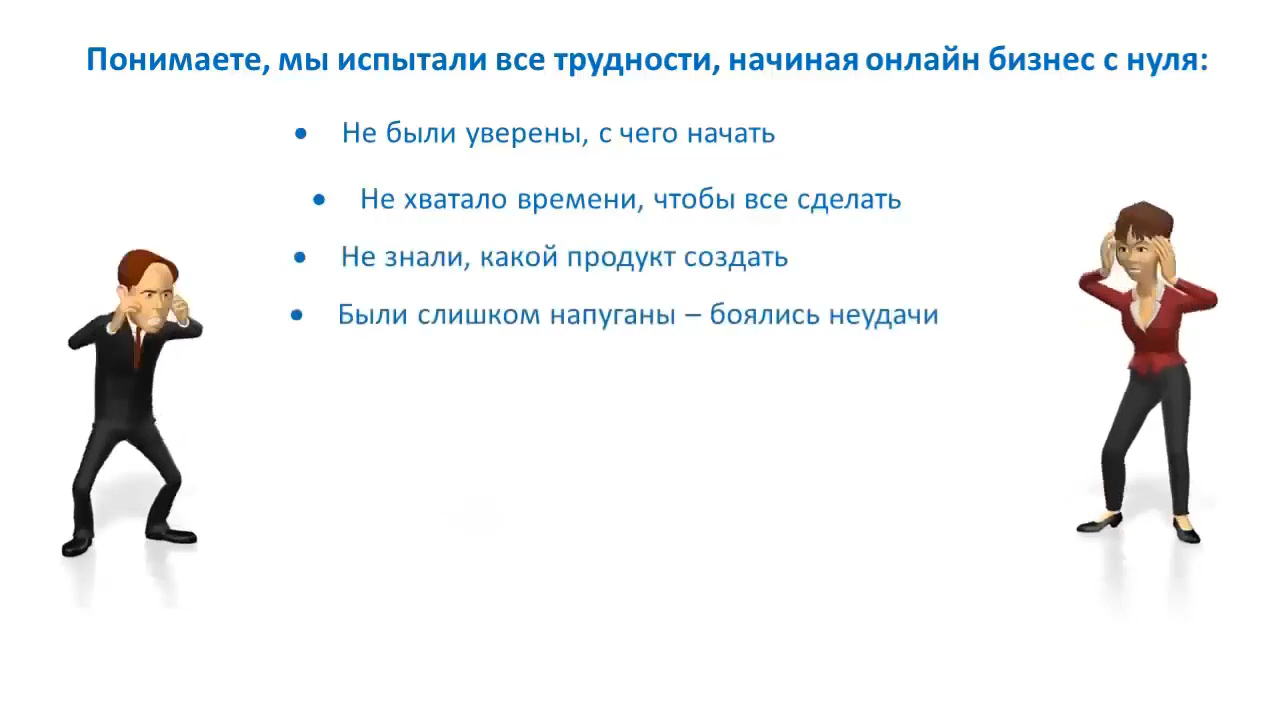 Понимаете, мы испытали все трудности, начиная онлайн бизнес с нуля:
• Не были уверены, с чего начать
• Не хватало времени, чтобы все сделать
• Не знали, какой продукт создать
• Были слишком напуганы – боялись неудачи